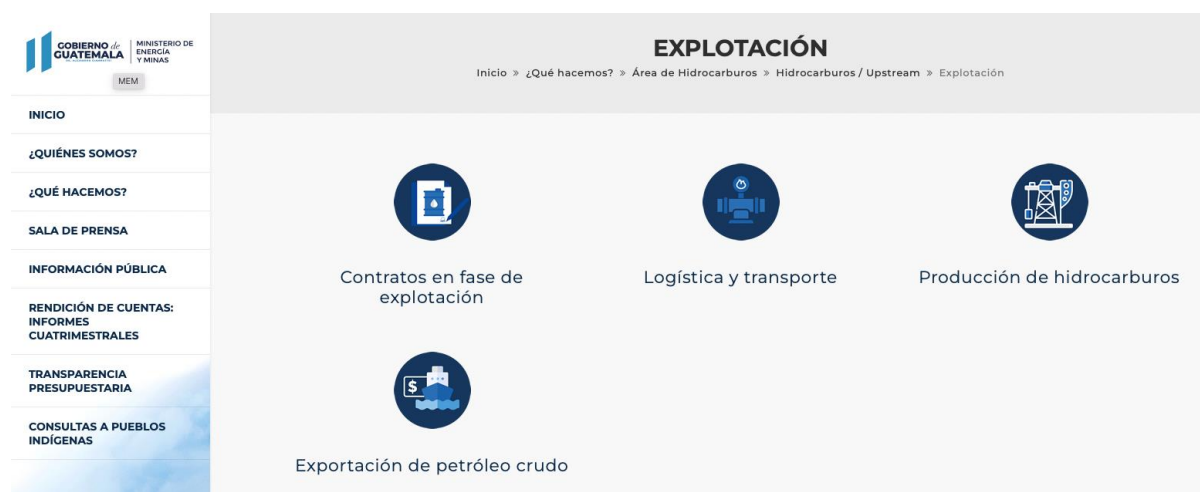 GOBIERNO de
GUATEMALA
MINISTERIO DE
ENERGÍA
Y MINAS
MEM
INICIO
¿QUIÉNES SOMOS?
¿QUÉ HACEMOS?
SALA DE PRENSA
INFORMACIÓN PÚBLICA
RENDICIÓN DE CUENTAS:
INFORMES
CUATRIMESTRALES
TRANSPARENCIA
PRESUPUESTARIA
CONSULTAS A PUEBLOS
INDÍGENAS
EXPLOTACIÓN
Inicio » ¿Qué hacemos? » Área de Hidrocarburos » Hidrocarburos / Upstream » Explotación
Contratos en fase de
explotación
Logística y transporte
Producción de hidrocarburos
$
Exportación de petróleo crudo